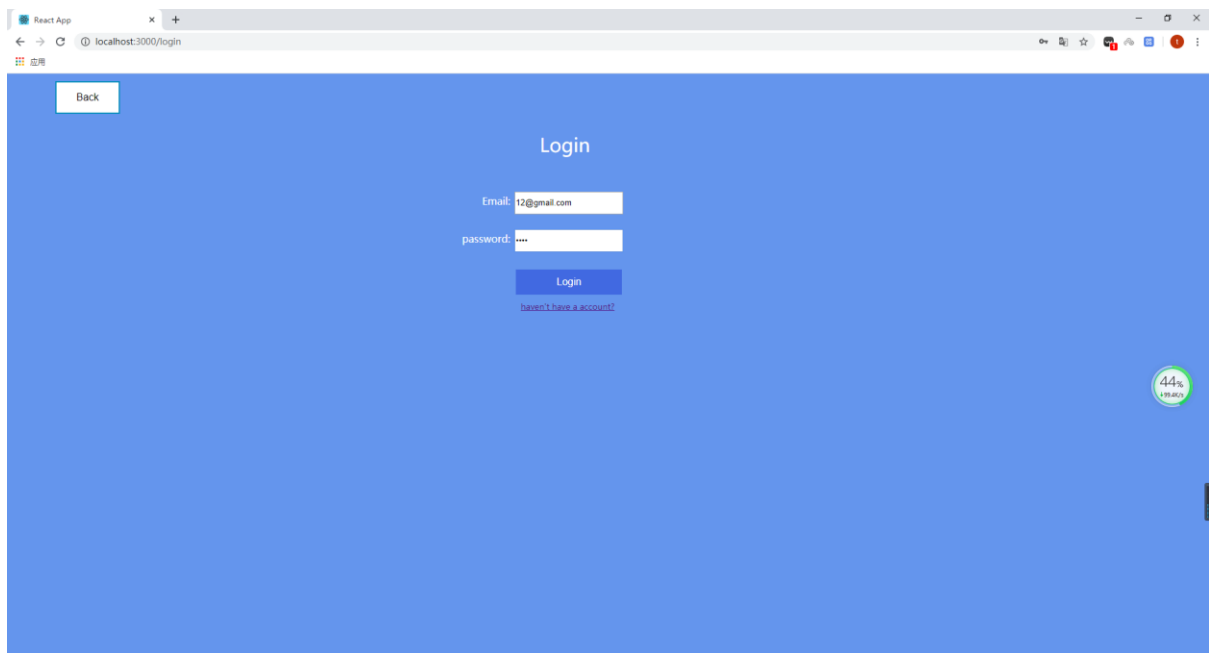 React App
localhost:3000/login
应用
Back
Login
Email: 12@gmail.com
password: ••••
Login
haven't have a account?
44%